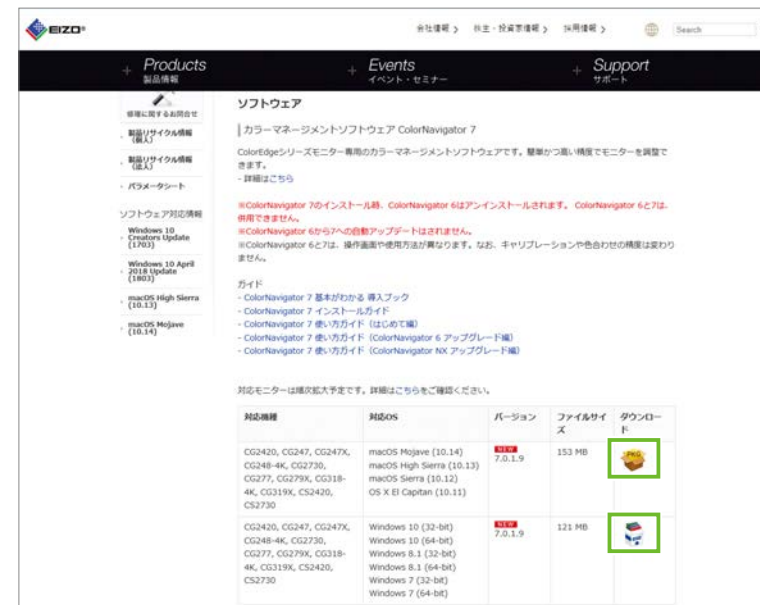 EIZO
会社情報 株主・投資家情報 採用情報 Search
Products
製品情報
Events
イベント・セミナー
Support
サポート
修理に関するお問合せ
製品リサイクル情報
(個人)
製品リサイクル情報
(法人)
パラメータシート
ソフトウェア対応情報
Windows 10
Creators Update
(1703)
Windows 10 April
2018 Update
(1803)
macOS High Sierra
(10.13)
macOS Mojave
(10.14)
ソフトウェア
カラーマネージメントソフトウェア ColorNavigator 7
ColorEdgeシリーズモニター専用のカラーマネージメントソフトウェアです。簡単かつ高い精度でモニターを調整で
きます。
- 詳細はこちら
※ColorNavigator 7のインストール時、ColorNavigator 6はアンインストールされます。 ColorNavigator 6と7は、
併用できません。
※ColorNavigator 6から7への自動アップデートはされません。
※ColorNavigator 6と7は、操作画面や使用方法が異なります。なお、キャリブレーションや色合わせの精度は変わり
ません。
ガイド
- ColorNavigator 7 基本がわかる 導入ブック
- ColorNavigator 7 インストールガイド
- ColorNavigator 7 使い方ガイド（はじめて編）
- ColorNavigator 7 使い方ガイド（ColorNavigator 6 アップグレード編）
- ColorNavigator 7 使い方ガイド（ColorNavigator NX アップグレード編）
対応モニターは順次拡大予定です。詳細はこちらをご確認ください。
対応機種 対応OS バージョン ファイルサイ ダウンロー
ズ ド
CG2420, CG247, CG247X, macOS Mojave (10.14) NEW 153 MB PKG
CG248-4K, CG2730, macOS High Sierra (10.13) 7.0.1.9
CG277, CG279X, CG318- macOS Sierra (10.12)
4K, CG319X, CS2420, OS X El Capitan (10.11)
CS2730
CG2420, CG247, CG247X, Windows 10 (32-bit) NEW 121 MB
CG248-4K, CG2730, Windows 10 (64-bit) 7.0.1.9
CG277, CG279X, CG318- Windows 8.1 (32-bit)
4K, CG319X, CS2420, Windows 8.1 (64-bit)
CS2730 Windows 7 (32-bit)
Windows 7 (64-bit)